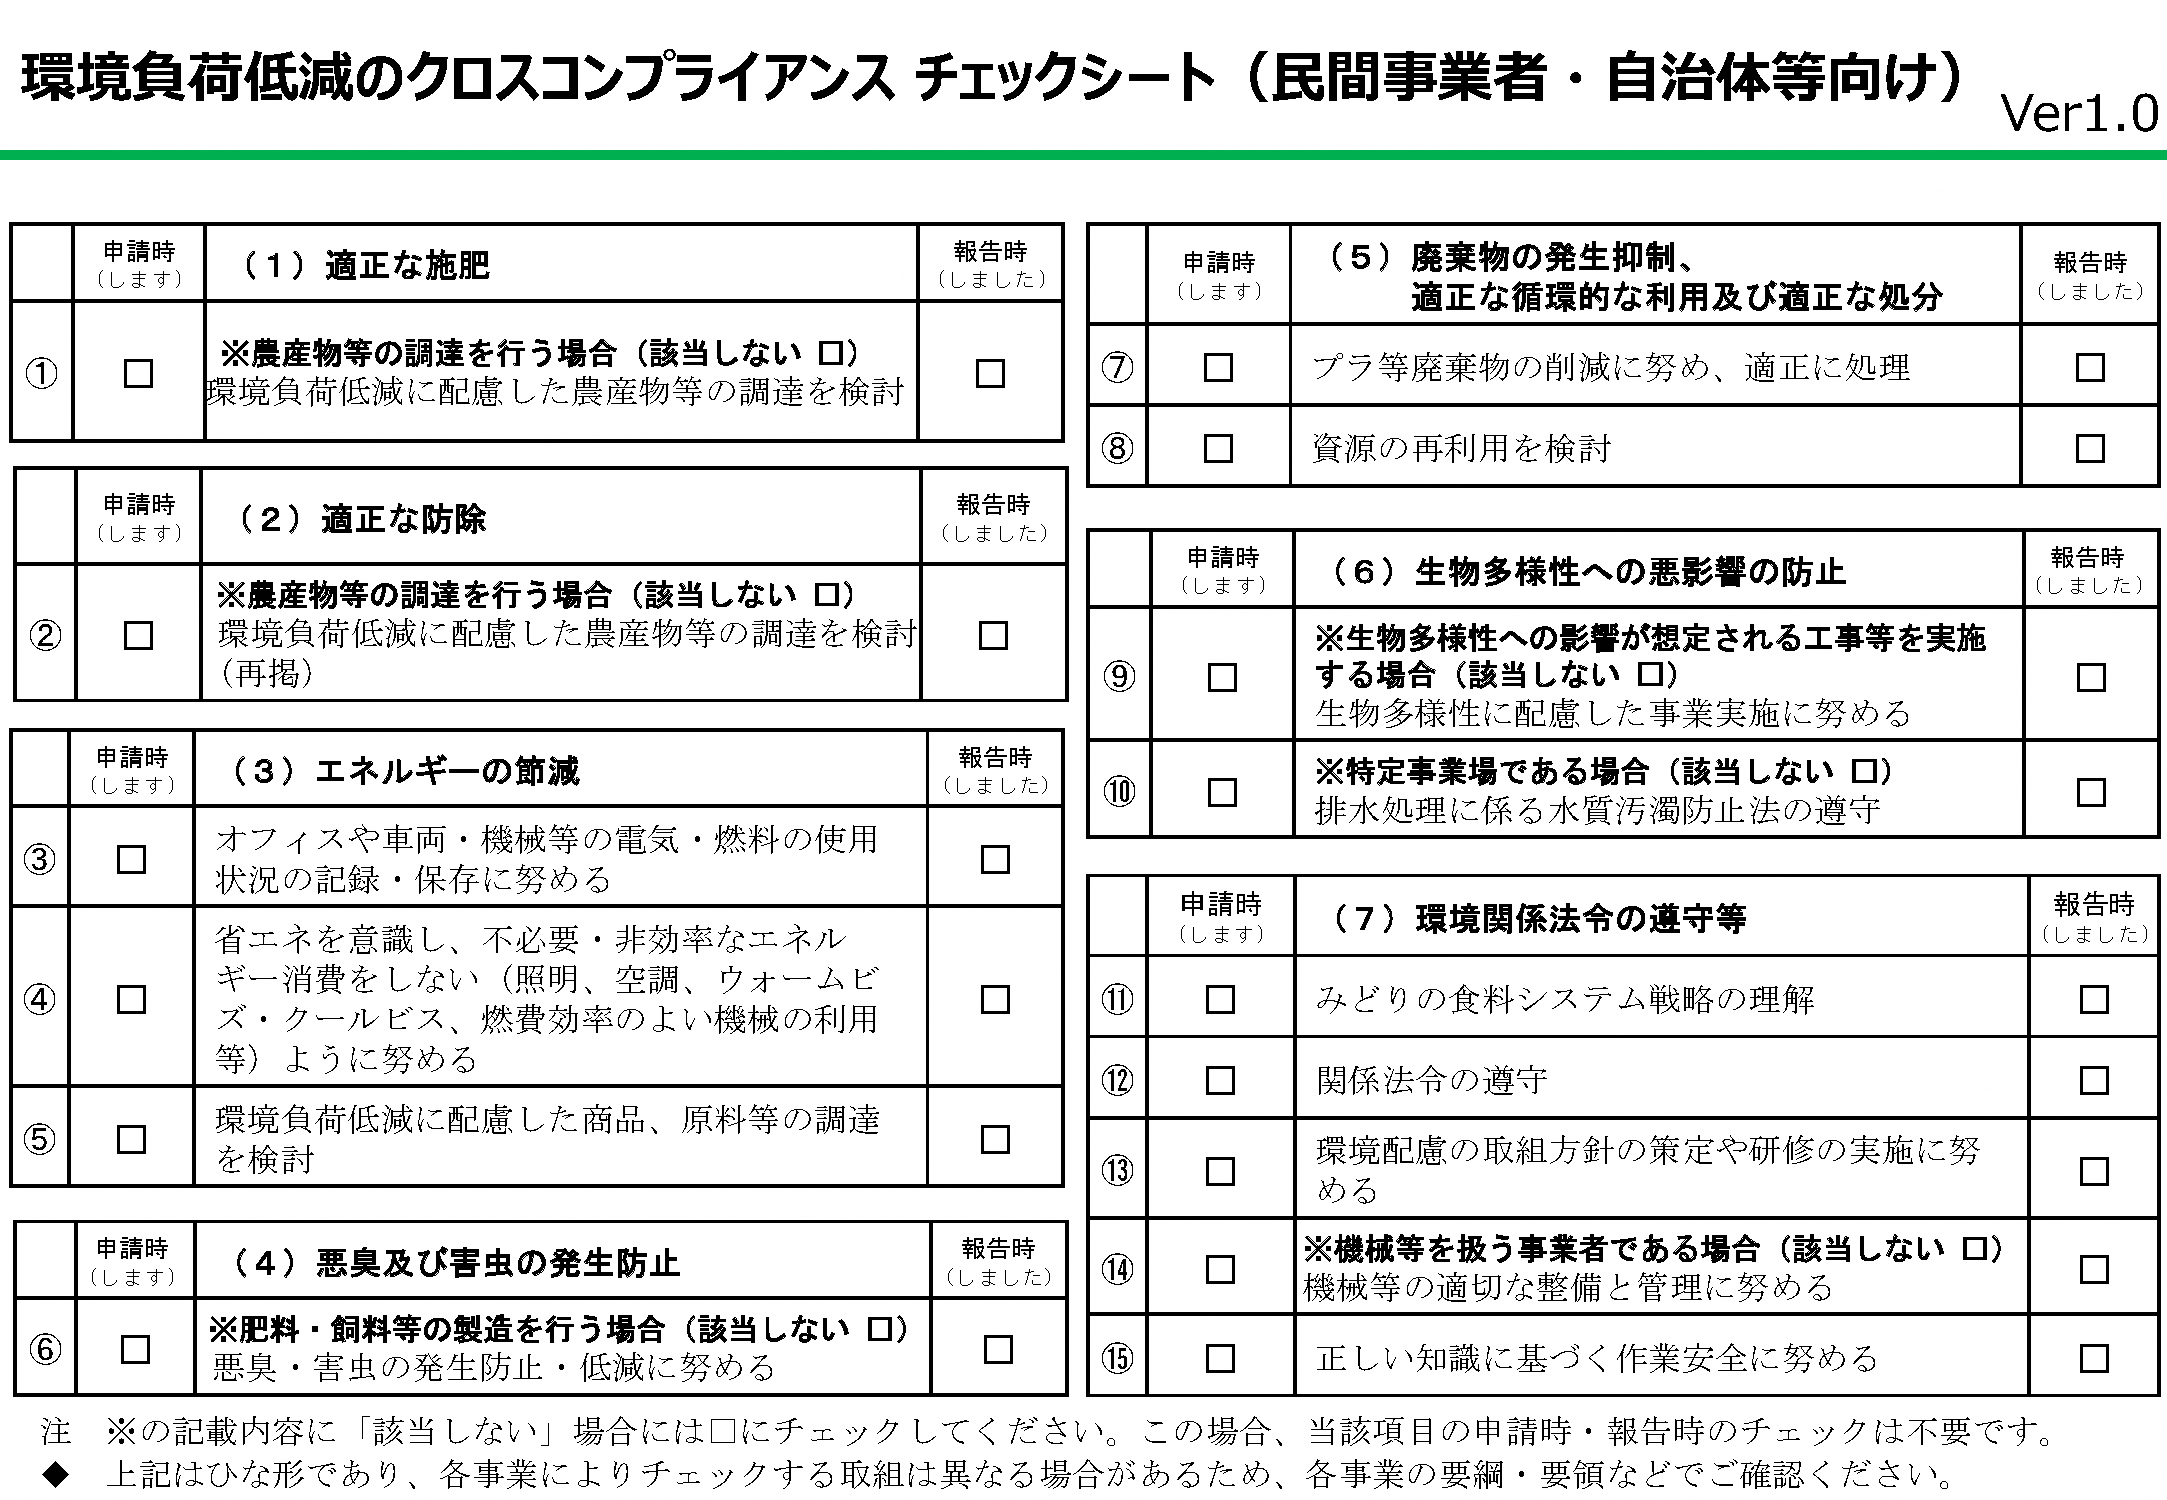 環境負荷低減のクロスコンプライアンス チェックシート（民間事業者・自治体等向け）
Ver1.0
申請時
（します）
（１）適正な施肥
報告時
（しました）
①
□
※農産物等の調達を行う場合（該当しない □）
環境負荷低減に配慮した農産物等の調達を検討
□
申請時
（します）
（２）適正な防除
報告時
（しました）
②
□
※農産物等の調達を行う場合（該当しない □）
環境負荷低減に配慮した農産物等の調達を検討
（再掲）
□
申請時
（します）
（３）エネルギーの節減
報告時
（しました）
③
□
オフィスや車両・機械等の電気・燃料の使用
状況の記録・保存に努める
□
④
□
省エネを意識し、不必要・非効率なエネル
ギー消費をしない（照明、空調、ウォームビ
ズ・クールビス、燃費効率のよい機械の利用
等）ように努める
□
⑤
□
環境負荷低減に配慮した商品、原料等の調達
を検討
□
申請時
（します）
（４）悪臭及び害虫の発生防止
報告時
（しました）
⑥
□
※肥料・飼料等の製造を行う場合（該当しない □）
悪臭・害虫の発生防止・低減に努める
□
申請時
（します）
（５）廃棄物の発生抑制、
適正な循環的な利用及び適正な処分
報告時
（しました）
⑦
□
プラ等廃棄物の削減に努め、適正に処理
□
⑧
□
資源の再利用を検討
□
申請時
（します）
（６）生物多様性への悪影響の防止
報告時
（しました）
⑨
□
※生物多様性への影響が想定される工事等を実施
する場合（該当しない □）
生物多様性に配慮した事業実施に努める
□
⑩
□
※特定事業場である場合（該当しない □）
排水処理に係る水質汚濁防止法の遵守
□
申請時
（します）
（７）環境関係法令の遵守等
報告時
（しました）
⑪
□
みどりの食料システム戦略の理解
□
⑫
□
関係法令の遵守
□
⑬
□
環境配慮の取組方針の策定や研修の実施に努
める
□
⑭
□
※機械等を扱う事業者である場合（該当しない □）
機械等の適切な整備と管理に努める
□
⑮
□
正しい知識に基づく作業安全に努める
□
注　※の記載内容に「該当しない」場合には□にチェックしてください。この場合、当該項目の申請時・報告時のチェックは不要です。
◆　上記はひな形であり、各事業によりチェックする取組は異なる場合があるため、各事業の要綱・要領などでご確認ください。